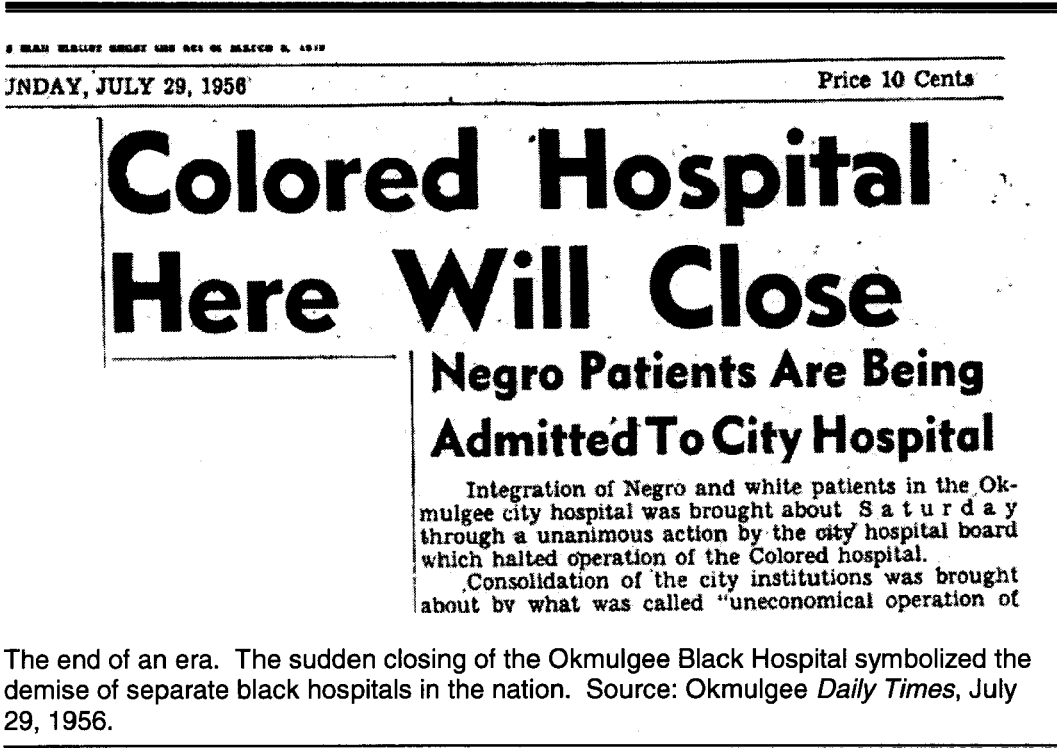 MARCH 3, 1879
UNDAY, JULY 29, 1956
Price 10 Cents
Colored Hospital
Here Will Close
Negro Patients Are Being
Admitted To City Hospital
Integration of Negro and white patients in the Ok-
mulgee city hospital was brought about Saturday
through a unanimous action by the city hospital board
which halted operation of the Colored hospital.
Consolidation of the city institutions was brought
about by what was called "uneconomical operation of
The end of an era. The sudden closing of the Okmulgee Black Hospital symbolized the
demise of separate black hospitals in the nation. Source: Okmulgee Daily Times, July
29, 1956.